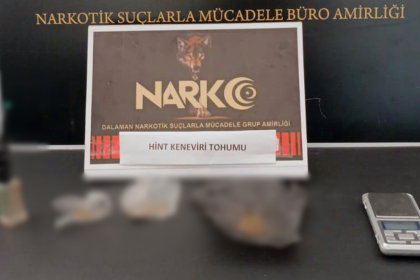 NARKOTİK SUÇLARLA MÜCADELE BÜRO AMİRLİĞİ
NARKO
DALAMAN NARKOTİK SUÇLARLA MÜCADELE GRUP AMİRLİĞİ
HİNT KENEVİRİ TOHUMU